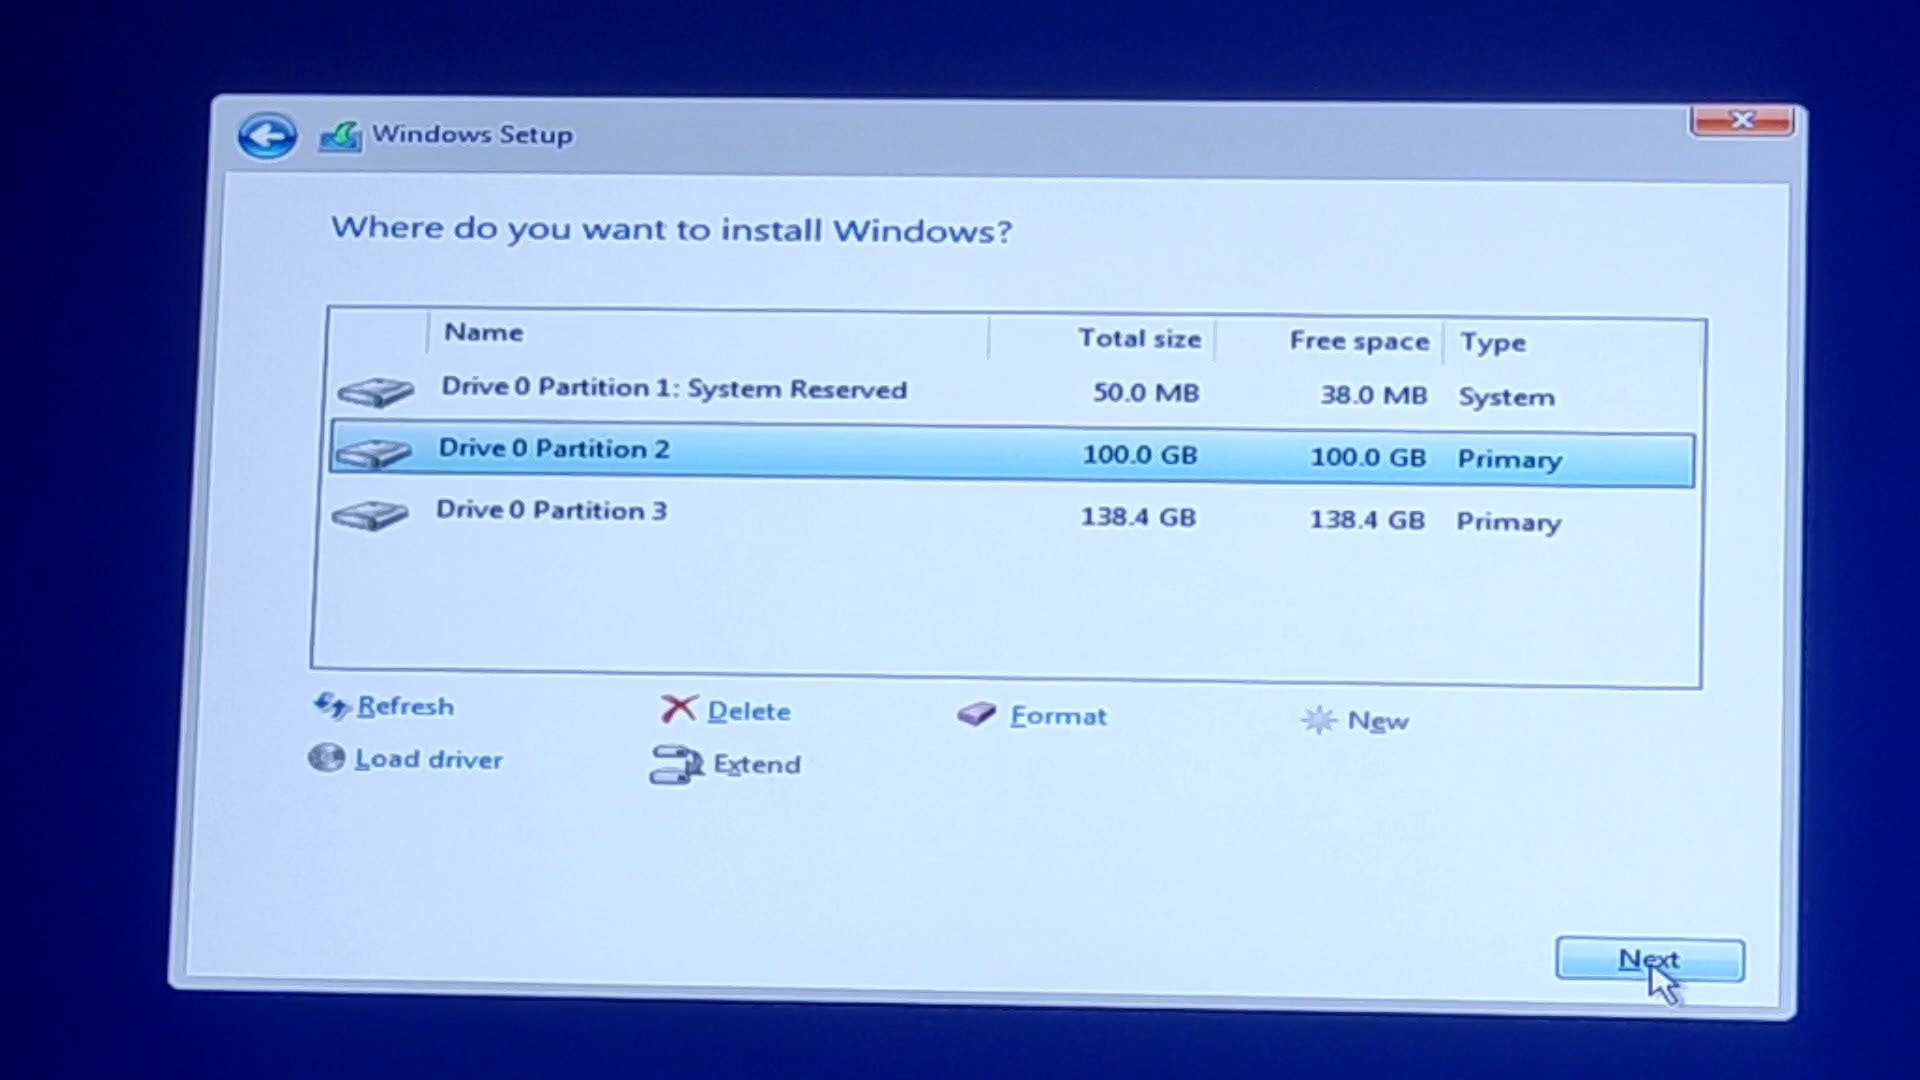 Windows Setup
Where do you want to install Windows?
Name Total size Free space Type
Drive 0 Partition 1: System Reserved 50.0 MB 38.0 MB System
Drive 0 Partition 2 100.0 GB 100.0 GB Primary
Drive 0 Partition 3 138.4 GB 138.4 GB Primary
Refresh Delete Format New
Load driver Extend
Next